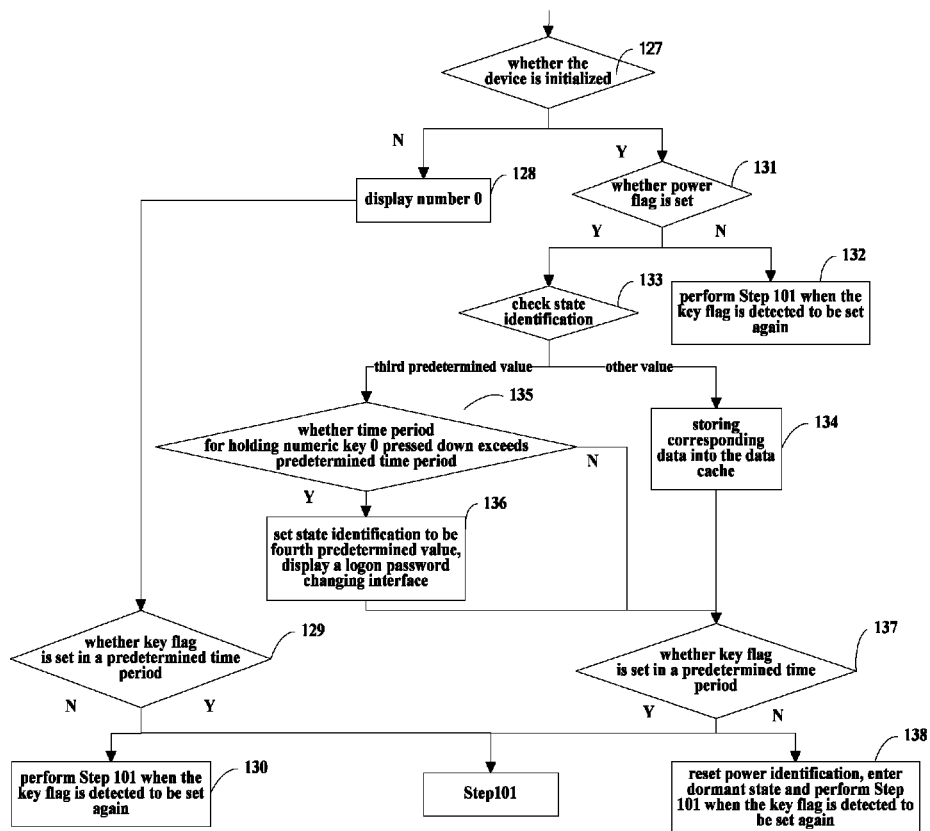 whether the
device is initialized
127
N
Y
display number 0
128
whether power
flag is set
131
Y
N
check state
identification
133
perform Step 101 when the
key flag is detected to be set
again
132
third predetermined value
other value
whether time period
for holding numeric key 0 pressed down exceeds
predetermined time period
135
N
Y
storing
corresponding
data into the data
cache
134
set state identification to be
fourth predetermined value,
display a logon password
changing interface
136
whether key flag
is set in a predetermined time
period
129
N
Y
whether key flag
is set in a predetermined time
period
137
Y
N
perform Step 101 when the
key flag is detected to be set
again
130
Step101
reset power identification, enter
dormant state and perform Step
101 when the key flag is detected to
be set again
138